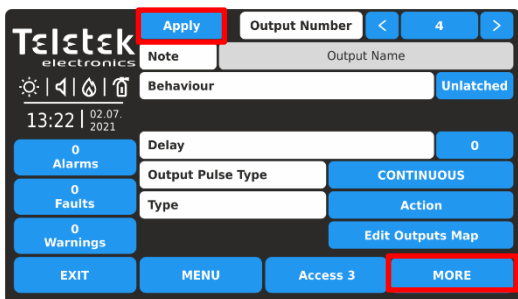 Teletek
electronics
13:22 | 02.07.
2021
0
Alarms
0
Faults
0
Warnings
EXIT
Apply
Output Number
<
4
>
Note
Output Name
Behaviour
Unlatched
Delay
0
Output Pulse Type
CONTINUOUS
Type
Action
Edit Outputs Map
MENU
Access 3
MORE